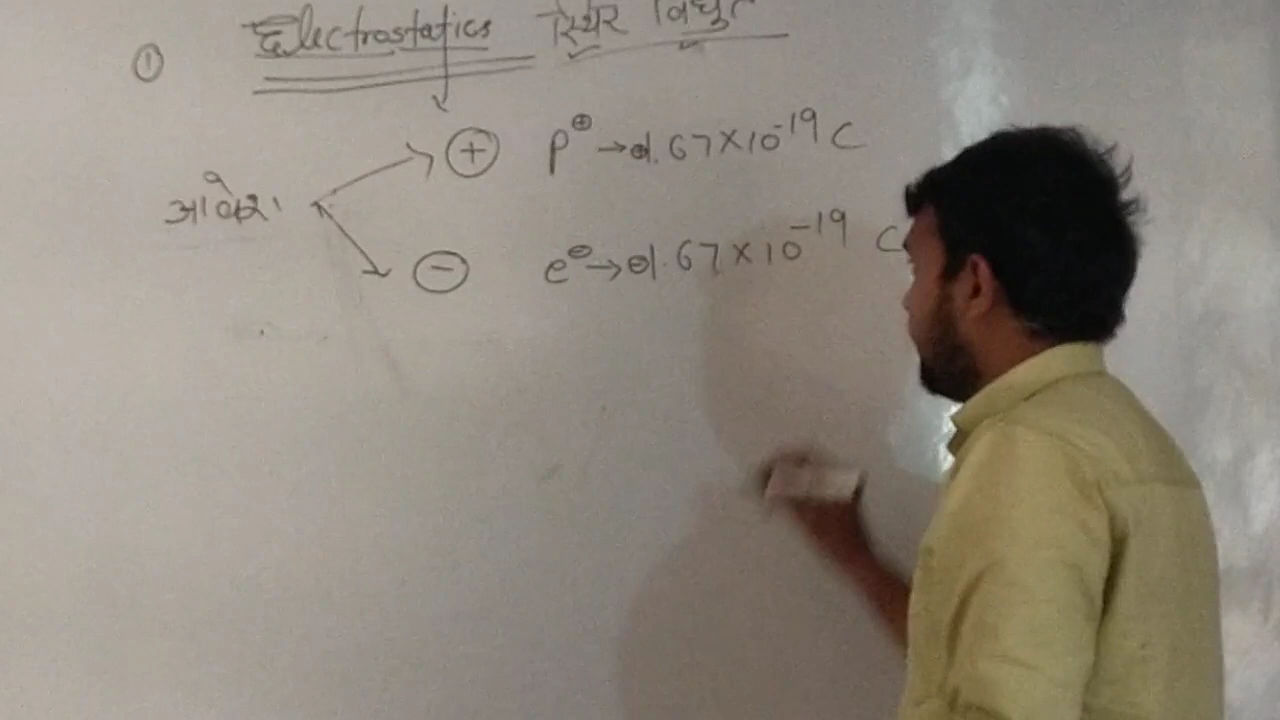 ① Electrostatics स्थिर विद्युत
⊕ p⊕ → ⊕1.67×10⁻¹⁹ C
आवेश
⊖ e⊖ → ⊖1.67×10⁻¹⁹ C